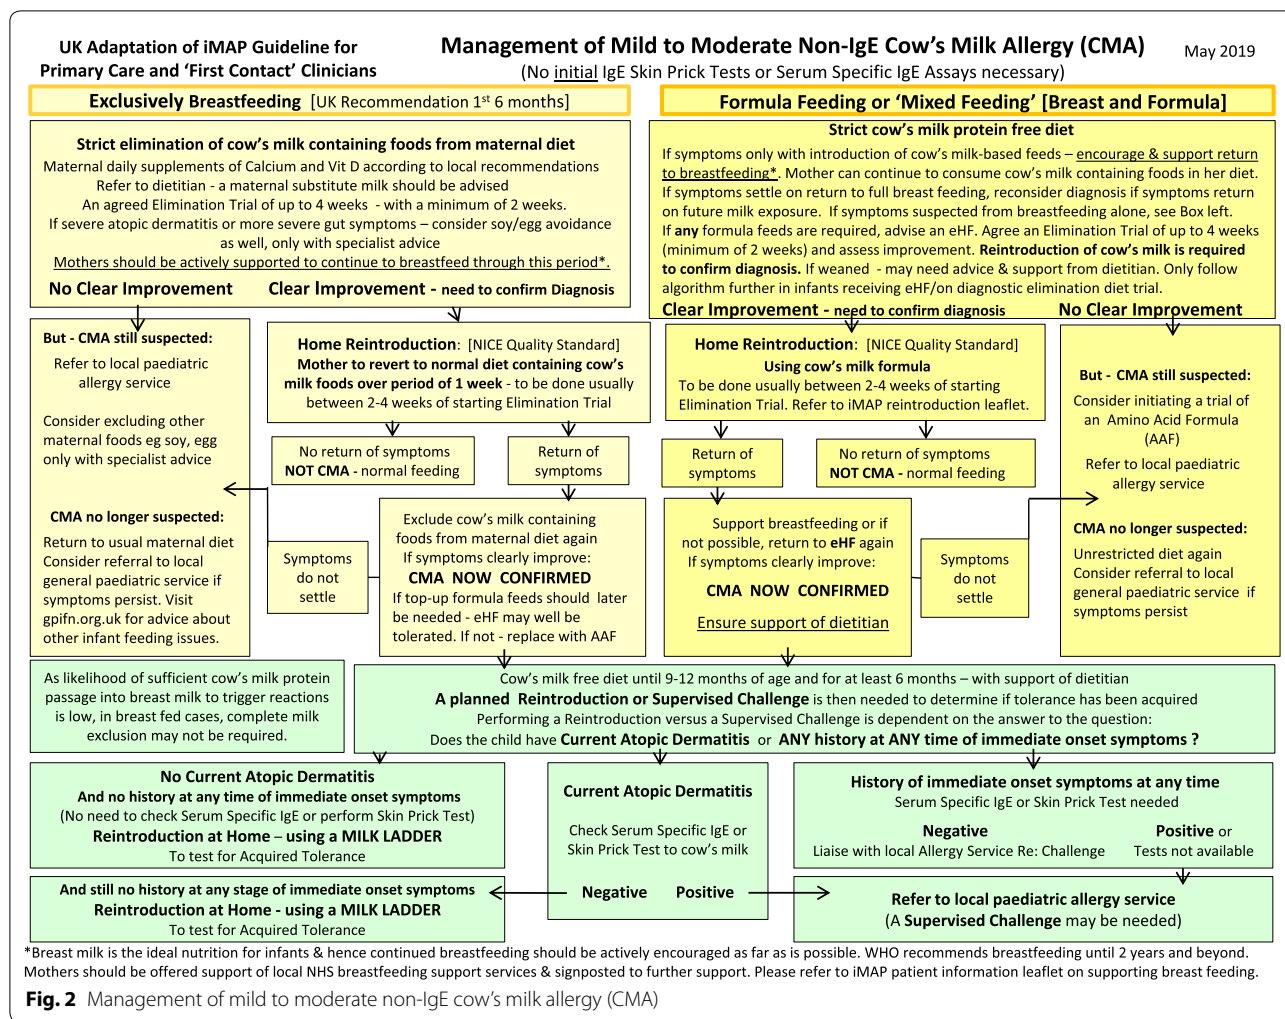 UK Adaptation of iMAP Guideline for
Primary Care and ‘First Contact’ Clinicians
Management of Mild to Moderate Non-IgE Cow’s Milk Allergy (CMA)
May 2019
(No initial IgE Skin Prick Tests or Serum Specific IgE Assays necessary)
Exclusively Breastfeeding [UK Recommendation 1st 6 months]
Strict elimination of cow’s milk containing foods from maternal diet
Maternal daily supplements of Calcium and Vit D according to local recommendations
Refer to dietitian - a maternal substitute milk should be advised
An agreed Elimination Trial of up to 4 weeks - with a minimum of 2 weeks.
If severe atopic dermatitis or more severe gut symptoms – consider soy/egg avoidance
as well, only with specialist advice
Mothers should be actively supported to continue to breastfeed through this period*.
No Clear Improvement
Clear Improvement - need to confirm Diagnosis
Formula Feeding or ‘Mixed Feeding’ [Breast and Formula]
Strict cow’s milk protein free diet
If symptoms only with introduction of cow’s milk-based feeds – encourage & support return
to breastfeeding*. Mother can continue to consume cow’s milk containing foods in her diet.
If symptoms settle on return to full breast feeding, reconsider diagnosis if symptoms return
on future milk exposure. If symptoms suspected from breastfeeding alone, see Box left.
If any formula feeds are required, advise an eHF. Agree an Elimination Trial of up to 4 weeks
(minimum of 2 weeks) and assess improvement. Reintroduction of cow’s milk is required
to confirm diagnosis. If weaned - may need advice & support from dietitian. Only follow
algorithm further in infants receiving eHF/on diagnostic elimination diet trial.
Clear Improvement - need to confirm diagnosis
No Clear Improvement
But - CMA still suspected:
Refer to local paediatric
allergy service
Consider excluding other
maternal foods eg soy, egg
only with specialist advice
CMA no longer suspected:
Return to usual maternal diet
Consider referral to local
general paediatric service if
symptoms persist. Visit
gpifn.org.uk for advice about
other infant feeding issues.
Home Reintroduction: [NICE Quality Standard]
Mother to revert to normal diet containing cow’s
milk foods over period of 1 week - to be done usually
between 2-4 weeks of starting Elimination Trial
No return of symptoms
NOT CMA - normal feeding
Return of
symptoms
Symptoms
do not
settle
Exclude cow’s milk containing
foods from maternal diet again
If symptoms clearly improve:
CMA NOW CONFIRMED
If top-up formula feeds should later
be needed - eHF may well be
tolerated. If not - replace with AAF
Home Reintroduction: [NICE Quality Standard]
Using cow’s milk formula
To be done usually between 2-4 weeks of starting
Elimination Trial. Refer to iMAP reintroduction leaflet.
Return of
symptoms
No return of symptoms
NOT CMA - normal feeding
Support breastfeeding or if
not possible, return to eHF again
If symptoms clearly improve:
CMA NOW CONFIRMED
Ensure support of dietitian
Symptoms
do not
settle
But - CMA still suspected:
Consider initiating a trial of
an Amino Acid Formula
(AAF)
Refer to local paediatric
allergy service
CMA no longer suspected:
Unrestricted diet again
Consider referral to local
general paediatric service if
symptoms persist
As likelihood of sufficient cow’s milk protein
passage into breast milk to trigger reactions
is low, in breast fed cases, complete milk
exclusion may not be required.
Cow’s milk free diet until 9-12 months of age and for at least 6 months – with support of dietitian
A planned Reintroduction or Supervised Challenge is then needed to determine if tolerance has been acquired
Performing a Reintroduction versus a Supervised Challenge is dependent on the answer to the question:
Does the child have Current Atopic Dermatitis or ANY history at ANY time of immediate onset symptoms ?
No Current Atopic Dermatitis
And no history at any time of immediate onset symptoms
(No need to check Serum Specific IgE or perform Skin Prick Test)
Reintroduction at Home – using a MILK LADDER
To test for Acquired Tolerance
And still no history at any stage of immediate onset symptoms
Reintroduction at Home - using a MILK LADDER
To test for Acquired Tolerance
Current Atopic Dermatitis
Check Serum Specific IgE or
Skin Prick Test to cow’s milk
Negative Positive
History of immediate onset symptoms at any time
Serum Specific IgE or Skin Prick Test needed
Negative
Liaise with local Allergy Service Re: Challenge
Positive or
Tests not available
Refer to local paediatric allergy service
(A Supervised Challenge may be needed)
*Breast milk is the ideal nutrition for infants & hence continued breastfeeding should be actively encouraged as far as is possible. WHO recommends breastfeeding until 2 years and beyond.
Mothers should be offered support of local NHS breastfeeding support services & signposted to further support. Please refer to iMAP patient information leaflet on supporting breast feeding.
Fig. 2 Management of mild to moderate non-IgE cow’s milk allergy (CMA)